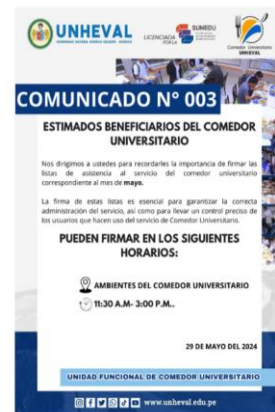 UNHEVAL
LICENCIADA
POR LA
SUNEDU
Comedor Universitario
UNHEVAL
COMUNICADO N° 003
ESTIMADOS BENEFICIARIOS DEL COMEDOR
UNIVERSITARIO
Nos dirigimos a ustedes para recordarles la importancia de firmar las
listas de asistencia al servicio del comedor universitario
correspondiente al mes de mayo.
La firma de estas listas es esencial para garantizar la correcta
administración del servicio, así como para llevar un control preciso de
los usuarios que hacen uso del servicio de Comedor Universitario.
PUEDEN FIRMAR EN LOS SIGUIENTES
HORARIOS:
AMBIENTES DEL COMEDOR UNIVERSITARIO
11:30 A.M- 3:00 P.M..
29 DE MAYO DEL 2024
UNIDAD FUNCIONAL DE COMEDOR UNIVERSITARIO
www.unheval.edu.pe